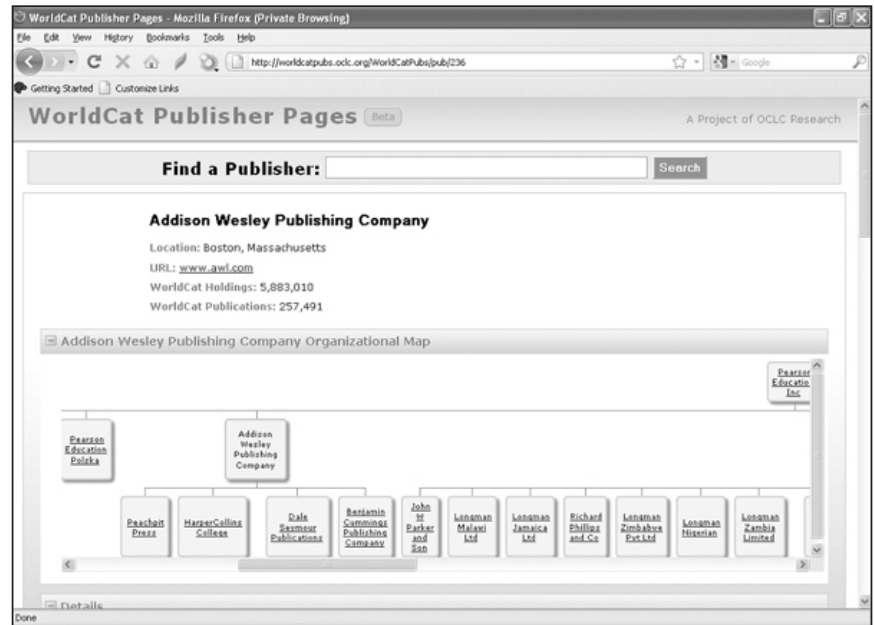 WorldCat Publisher Pages - Mozilla Firefox (Private Browsing)
File Edit View History Bookmarks Tools Help
http://worldcatpubs.oclc.org/WorldCatPubs/pub/236
Google
Getting Started Customize Links
WorldCat Publisher Pages Beta
A Project of OCLC Research
Find a Publisher: Search
Addison Wesley Publishing Company
Location: Boston, Massachusetts
URL: www.awl.com
WorldCat Holdings: 5,883,010
WorldCat Publications: 257,491
Addison Wesley Publishing Company Organizational Map
Pearson
Educatio
Inc
Pearson
Education
Polska
Addison
Wesley
Publishing
Company
Peachpit
Press
HarperCollins
College
Dale
Seymour
Publications
Benjamin
Cummings
Publishing
Company
John
W
Parker
and
Son
Longman
Malawi
Ltd
Longman
Jamaica
Ltd
Richard
Phillips
and Co
Longman
Zimbabwe
Pvt Ltd
Longman
Nigerian
Longman
Zambia
Limited
Details
Done